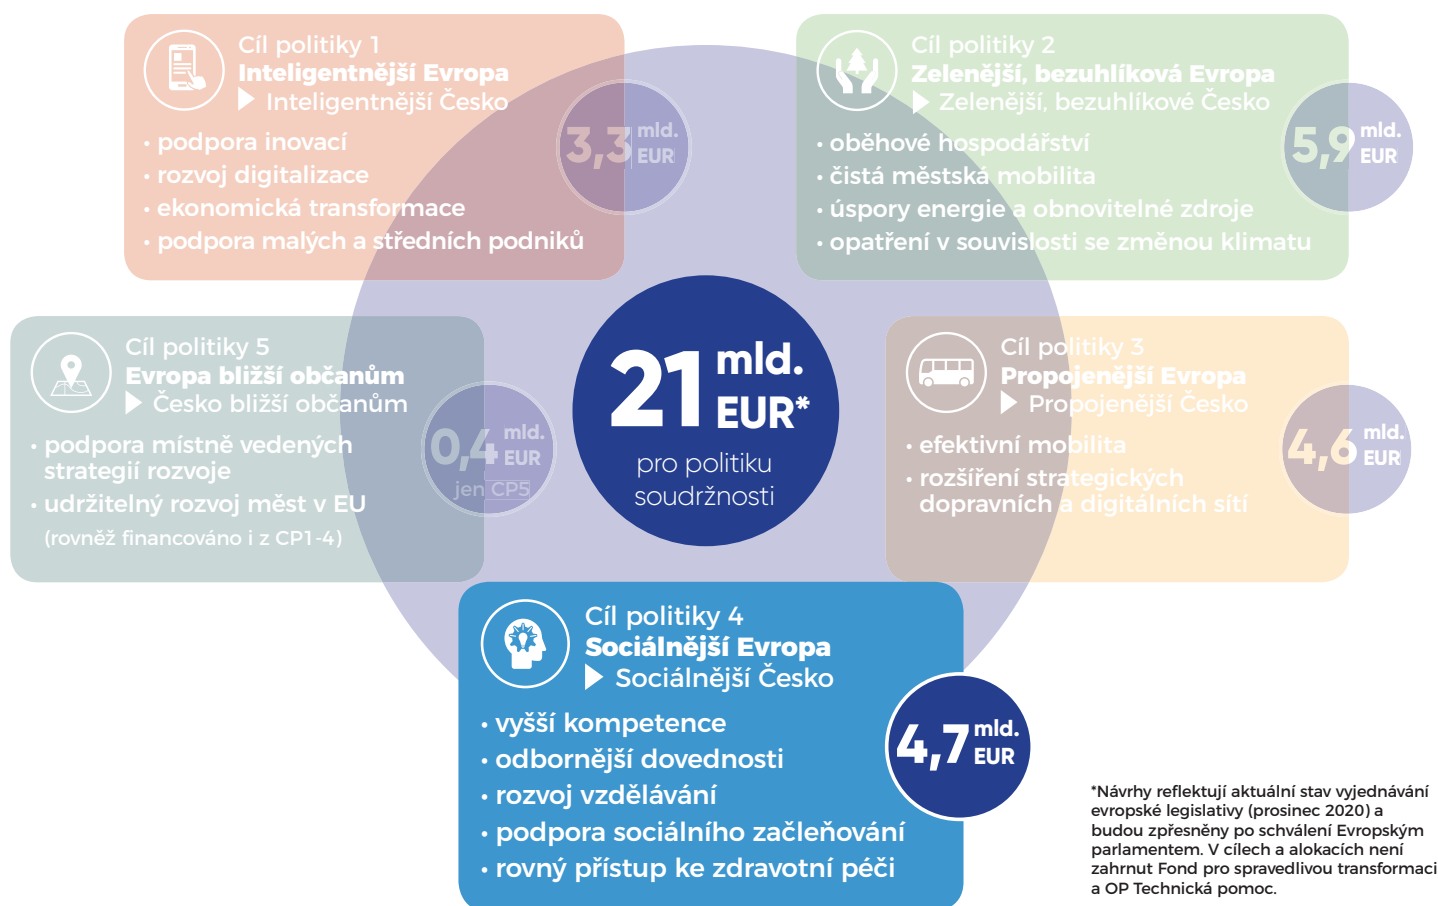 Cíl politiky 1
Inteligentnější Evropa
Inteligentnější Česko
• podpora inovací
• rozvoj digitalizace
• ekonomická transformace
• podpora malých a středních podniků
3,3 mld. EUR
Cíl politiky 2
Zelenější, bezuhlíková Evropa
Zelenější, bezuhlíkové Česko
• oběhové hospodářství
• čistá městská mobilita
• úspory energie a obnovitelné zdroje
• opatření v souvislosti se změnou klimatu
5,9 mld. EUR
Cíl politiky 5
Evropa bližší občanům
Česko bližší občanům
• podpora místně vedených
strategií rozvoje
• udržitelný rozvoj měst v EU
(rovněž financováno i z CP1-4)
0,4 mld. EUR
jen CP5
21 mld. EUR*
pro politiku
soudržnosti
Cíl politiky 3
Propojenější Evropa
Propojenější Česko
• efektivní mobilita
• rozšíření strategických
dopravních a digitálních sítí
4,6 mld. EUR
Cíl politiky 4
Sociálnější Evropa
Sociálnější Česko
• vyšší kompetence
• odbornější dovednosti
• rozvoj vzdělávání
• podpora sociálního začleňování
• rovný přístup ke zdravotní péči
4,7 mld. EUR
*Návrhy reflektují aktuální stav vyjednávání
evropské legislativy (prosinec 2020) a
budou zpřesněny po schválení Evropským
parlamentem. V cílech a alokacích není
zahrnut Fond pro spravedlivou transformaci
a OP Technická pomoc.